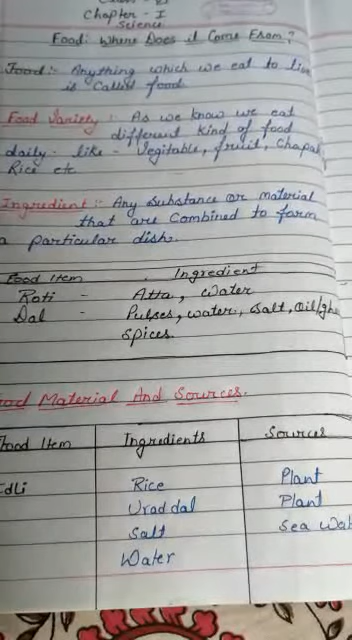 Chapter - I
Science
Food: Where Does it Come From?
Food :- Anything which we eat to live
is called food.
Food Variety :- As we know we eat
different kind of food
daily - like - Vegitable, fruit, Chapati
Rice etc
Ingredient :- Any substance or material
that are combined to form
a particular dish.
Food Item Ingredient
Roti - Atta, water
Dal - Pulses, water, salt, Oil/ghee
spices.
Food Material And Sources.
Food Item Ingredients Sources
Idli Rice Plant
Urad dal Plant
Salt Sea Wat
Water